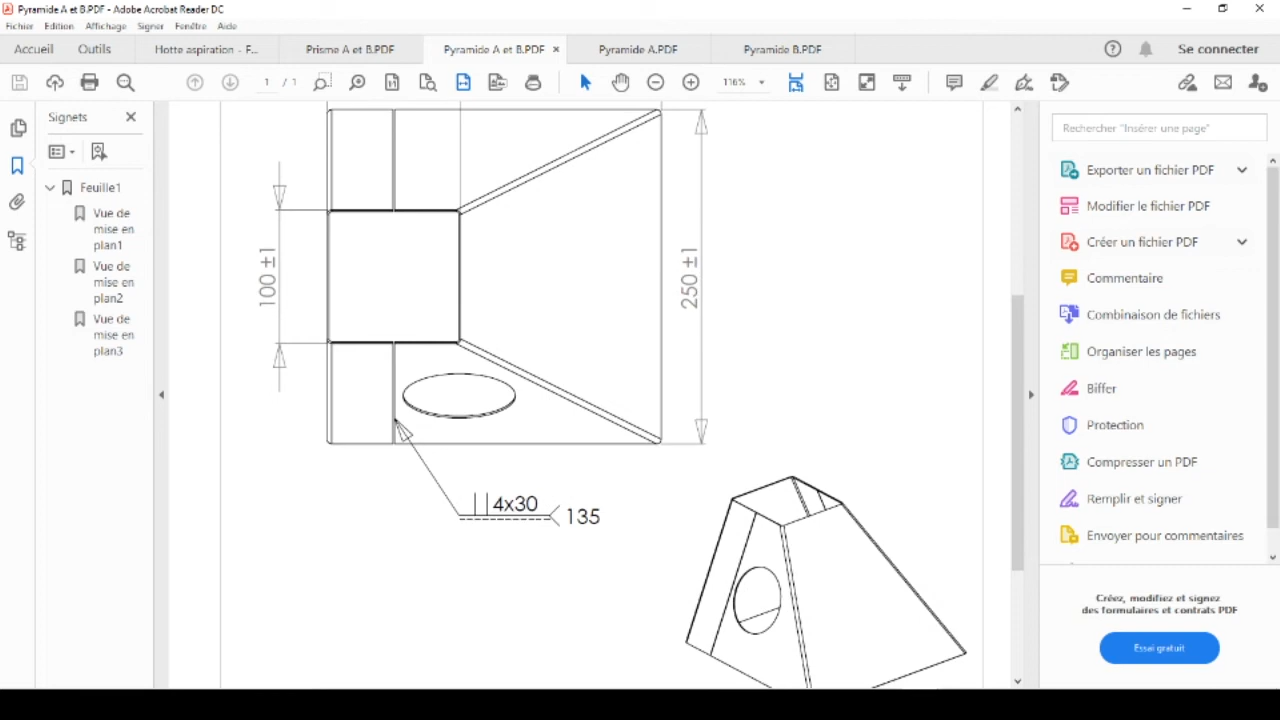 Pyramide A et B.PDF - Adobe Acrobat Reader DC
Fichier Edition Affichage Signer Fenêtre Aide
Accueil Outils Hotte aspiration - F... Prisme A et B.PDF Pyramide A et B.PDF × Pyramide A.PDF Pyramide B.PDF Se connecter
1 / 1 116%
Signets
Feuille1
Vue de
mise en
plan1
Vue de
mise en
plan2
Vue de
mise en
plan3
100 ±1
250 ±1
4x30
135
Rechercher "Insérer une page"
Exporter un fichier PDF
Modifier le fichier PDF
Créer un fichier PDF
Commentaire
Combinaison de fichiers
Organiser les pages
Biffer
Protection
Compresser un PDF
Remplir et signer
Envoyer pour commentaires
Créez, modifiez et signez
des formulaires et contrats PDF
Essai gratuit